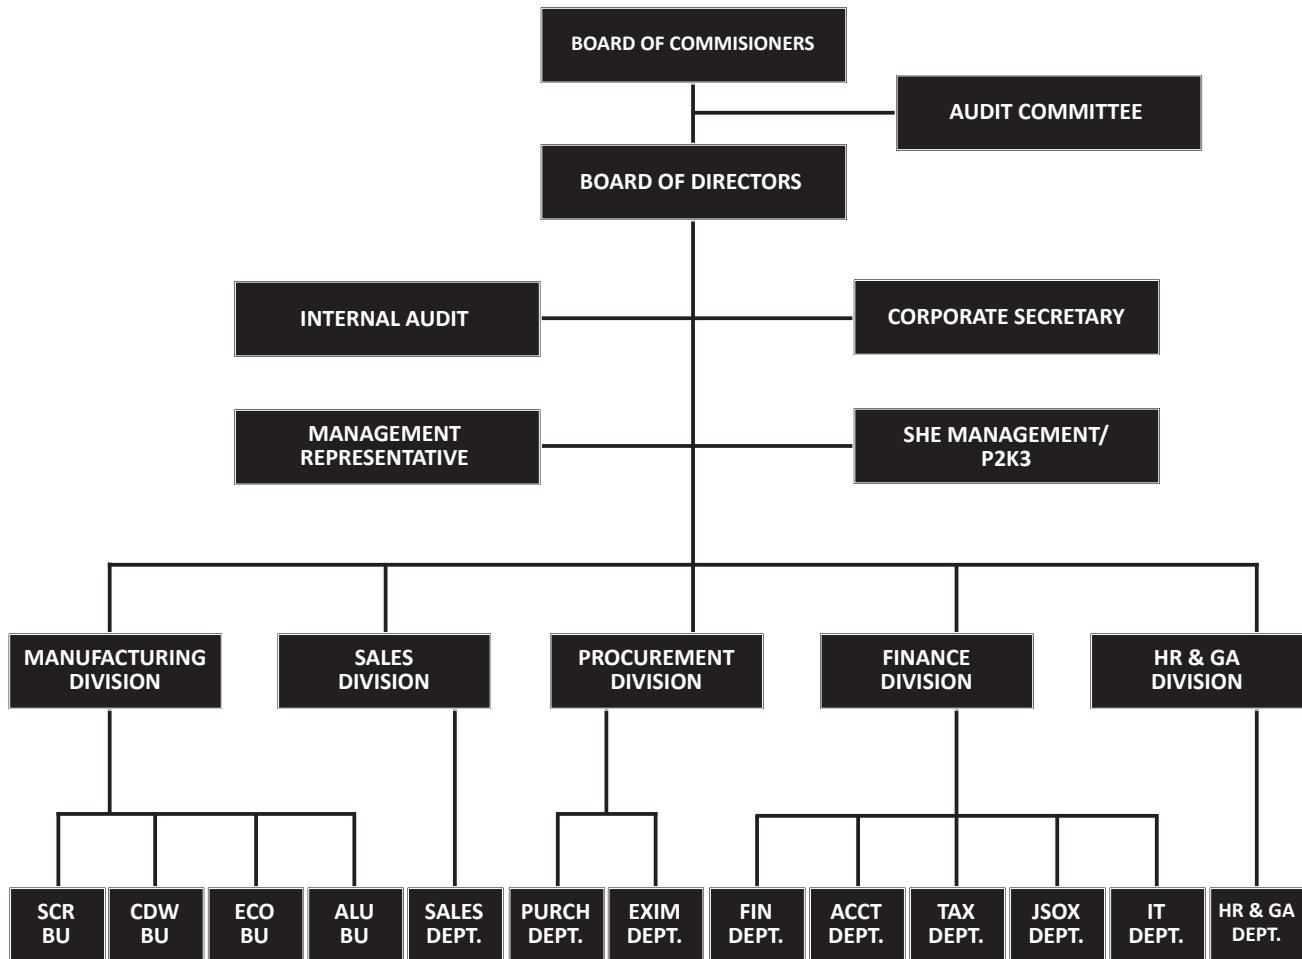 BOARD OF COMMISIONERS
AUDIT COMMITTEE
BOARD OF DIRECTORS
INTERNAL AUDIT
CORPORATE SECRETARY
MANAGEMENT
REPRESENTATIVE
SHE MANAGEMENT/
P2K3
MANUFACTURING
DIVISION
SALES
DIVISION
PROCUREMENT
DIVISION
FINANCE
DIVISION
HR & GA
DIVISION
SCR
BU
CDW
BU
ECO
BU
ALU
BU
SALES
DEPT.
PURCH
DEPT.
EXIM
DEPT.
FIN
DEPT.
ACCT
DEPT.
TAX
DEPT.
JSOX
DEPT.
IT
DEPT.
HR & GA
DEPT.